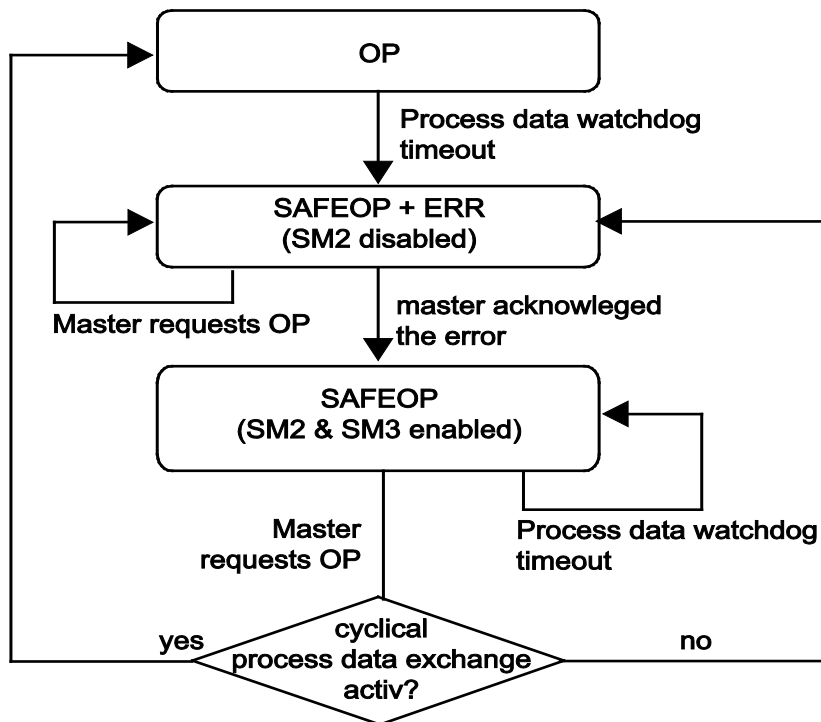 OP
Process data watchdog
timeout
SAFEOP + ERR
(SM2 disabled)
Master requests OP
master acknowleged
the error
SAFEOP
(SM2 & SM3 enabled)
Master
requests OP
Process data watchdog
timeout
yes
cyclical
process data exchange
activ?
no